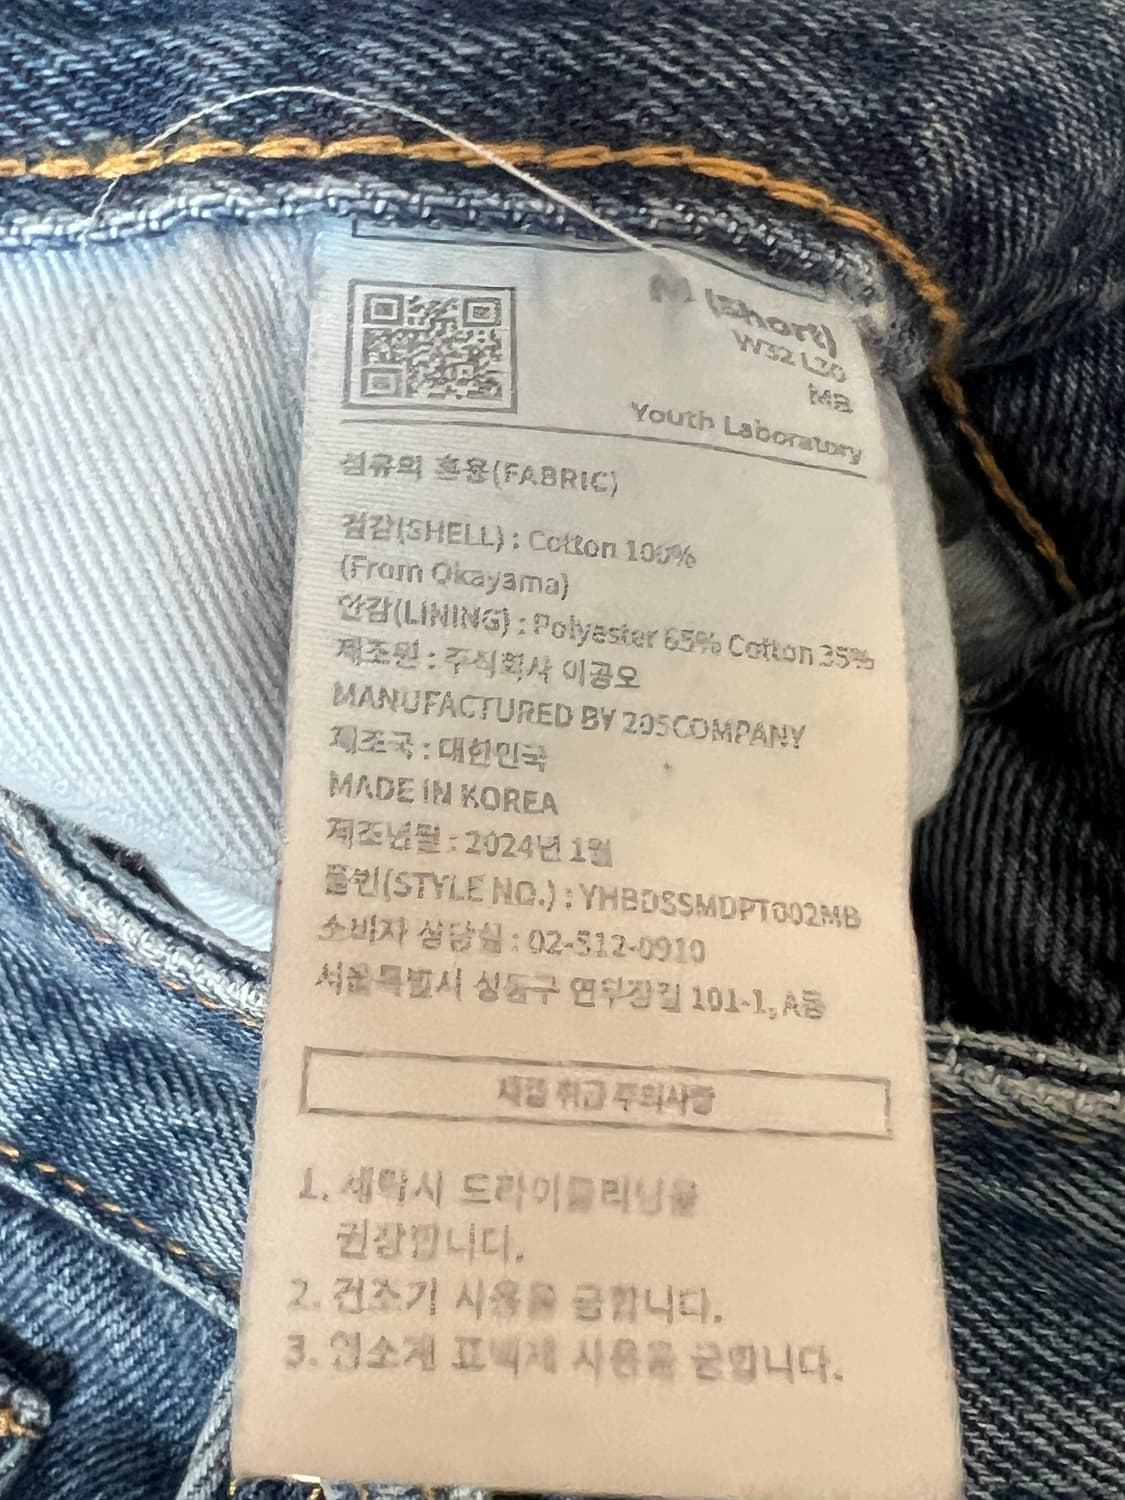 M (Short)
W32 L30
MB
Youth Laboratory
섬유의 혼용(FABRIC)
겉감(SHELL) : Cotton 100%
(From Okayama)
안감(LINING) : Polyester 65% Cotton 35%
제조원 : 주식회사 이공오
MANUFACTURED BY 205COMPANY
제조국 : 대한민국
MADE IN KOREA
제조년월 : 2024년 1월
품번(STYLE NO.) : YHBDSSMDPT002MB
소비자 상담실 : 02-512-0910
서울특별시 성동구 연무장길 101-1, A동
세집 취급 주의사항
1. 세탁시 드라이클리닝을
권장합니다.
2. 건조기 사용을 금합니다.
3. 염소계 표백제 사용을 금합니다.